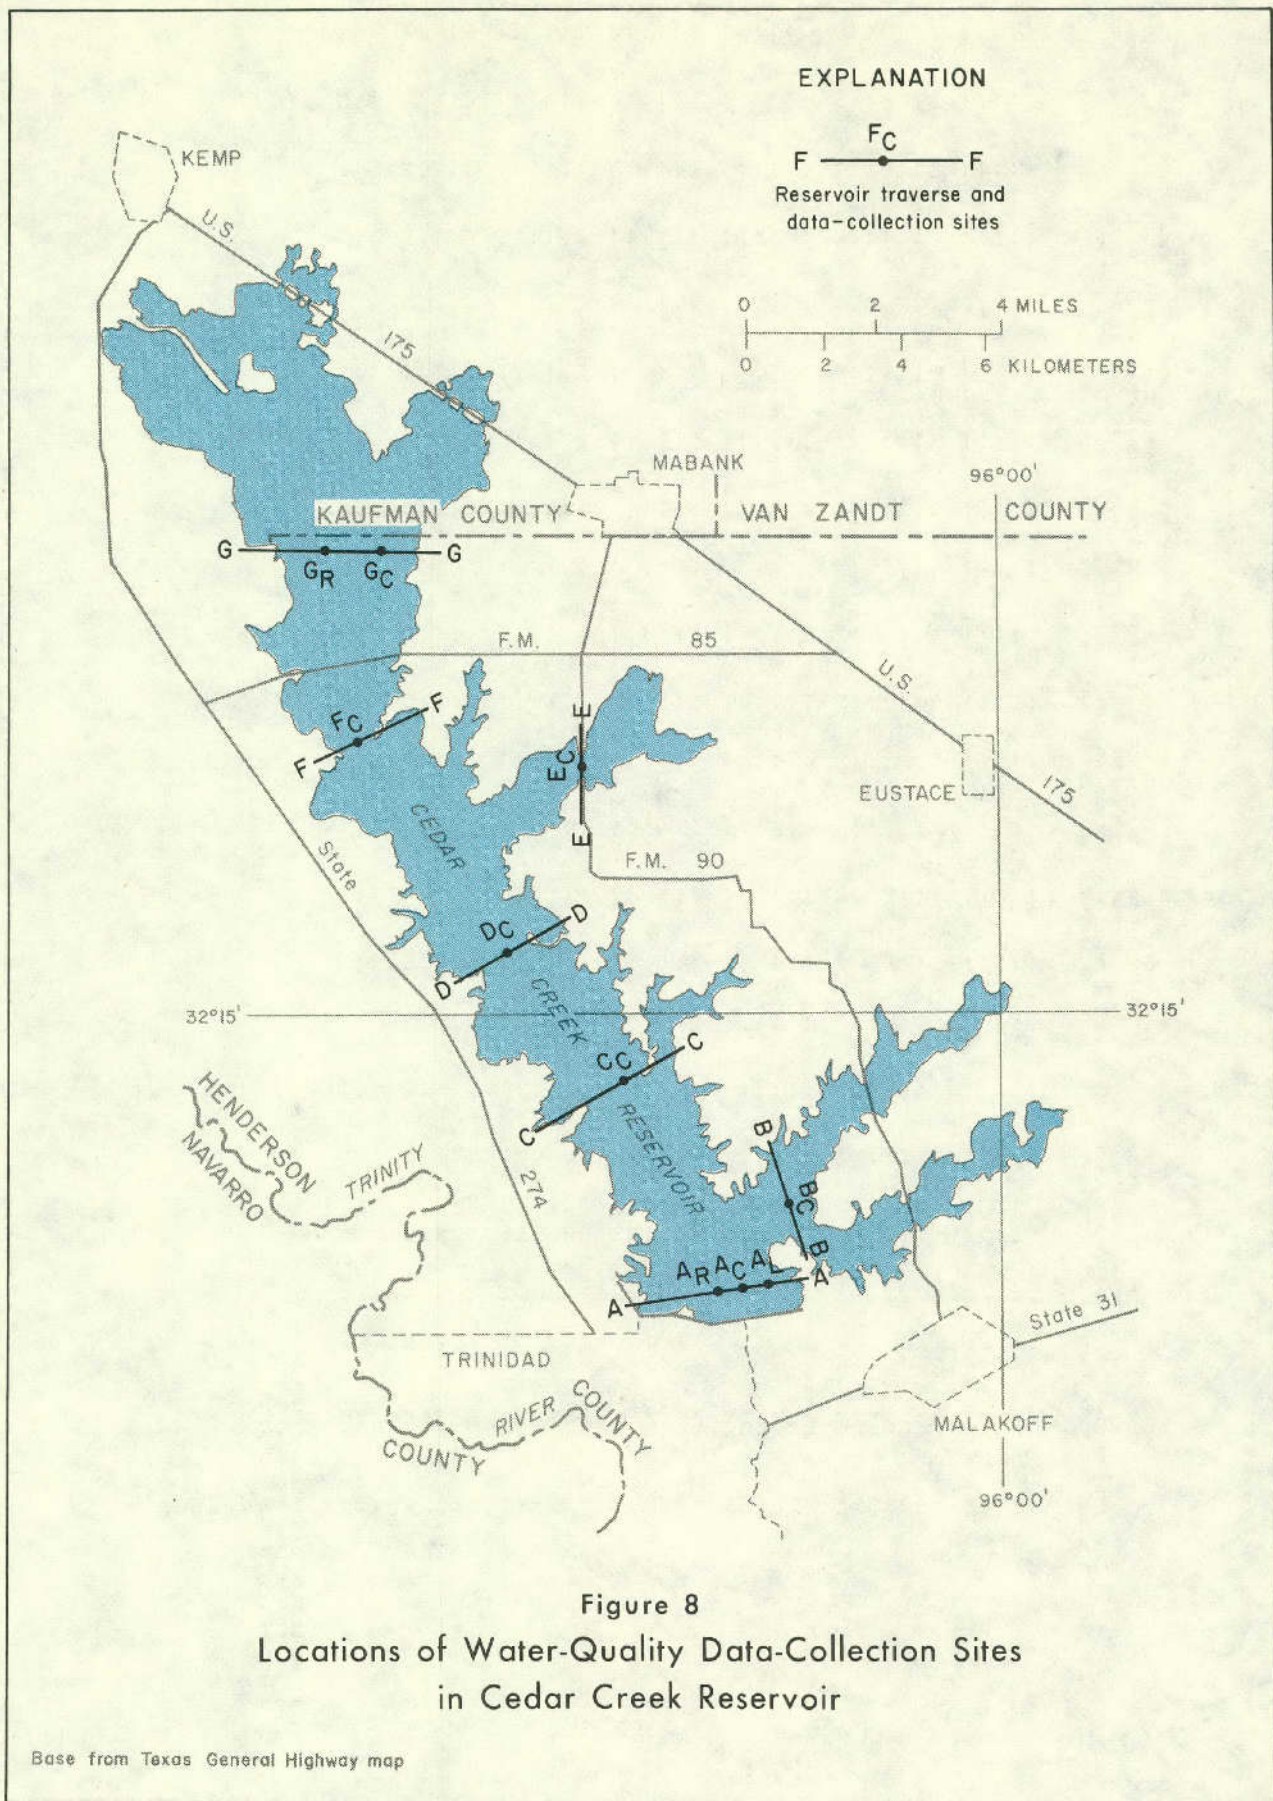 EXPLANATION
FC
F F
Reservoir traverse and
data-collection sites
KEMP
U.S.
0 2 4 MILES
0 2 4 6 KILOMETERS
175
MABANK
96°00'
KAUFMAN COUNTY
VAN ZANDT COUNTY
G G
GR GC
F.M. 85
U.S.
F
FC
F
E
EC
E
EUSTACE
175
CEDAR
State
F.M. 90
D
DC
D
CREEK
32°15' 32°15'
C
CC
C
RESERVOIR
HENDERSON
NAVARRO
TRINITY
274
B
BC
B
AR AC AL
A A
State 31
TRINIDAD
COUNTY
RIVER
COUNTY
MALAKOFF
96°00'
Figure 8
Locations of Water-Quality Data-Collection Sites
in Cedar Creek Reservoir
Base from Texas General Highway map